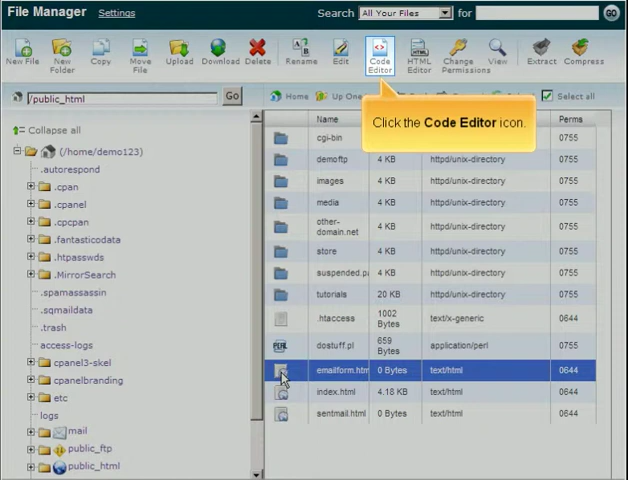 File Manager Settings Search All Your Files for GO
New File New Folder Copy Move File Upload Download Delete Rename Edit Code Editor HTML Editor Change Permissions View Extract Compress
/public_html Go Home Up One Select all
Click the Code Editor icon.
Collapse all
(/home/demo123)
.autorespond
.cpan
.cpanel
.cpcpan
.fantasticodata
.htpasswds
.MirrorSearch
.spamassassin
.sqmaildata
.trash
access-logs
cpanel3-skel
cpanelbranding
etc
logs
mail
public_ftp
public_html
Name Perms
cgi-bin 0755
demoftp 4 KB httpd/unix-directory 0755
images 4 KB httpd/unix-directory 0755
media 4 KB httpd/unix-directory 0755
other-domain.net 4 KB httpd/unix-directory 0755
store 4 KB httpd/unix-directory 0755
suspended.pa 4 KB httpd/unix-directory 0755
tutorials 20 KB httpd/unix-directory 0755
.htaccess 1002 Bytes text/x-generic 0644
PERL dostuff.pl 659 Bytes application/perl 0755
emailform.htm 0 Bytes text/html 0644
index.html 4.18 KB text/html 0644
sentmail.html 0 Bytes text/html 0644